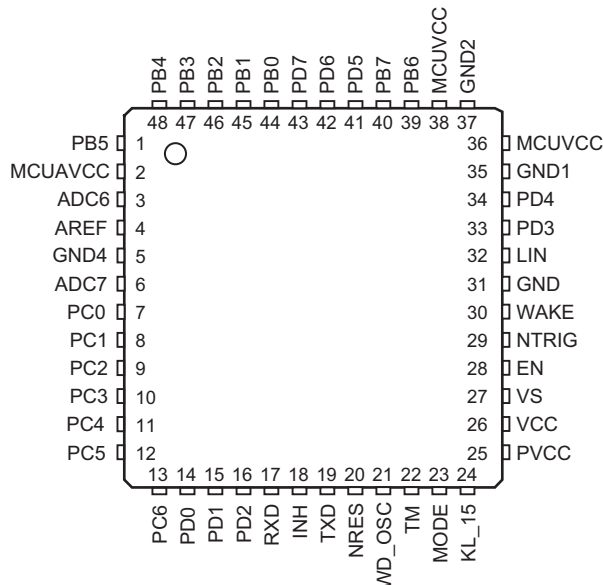 PB4 PB3 PB2 PB1 PB0 PD7 PD6 PD5 PB7 PB6 MCUVCC GND2
48 47 46 45 44 43 42 41 40 39 38 37
PB5 1 36 MCUVCC
MCUAVCC 2 35 GND1
ADC6 3 34 PD4
AREF 4 33 PD3
GND4 5 32 LIN
ADC7 6 31 GND
PC0 7 30 WAKE
PC1 8 29 NTRIG
PC2 9 28 EN
PC3 10 27 VS
PC4 11 26 VCC
PC5 12 25 PVCC
13 14 15 16 17 18 19 20 21 22 23 24
PC6 PD0 PD1 PD2 RXD INH TXD NRES WD_OSC TM MODE KL_15